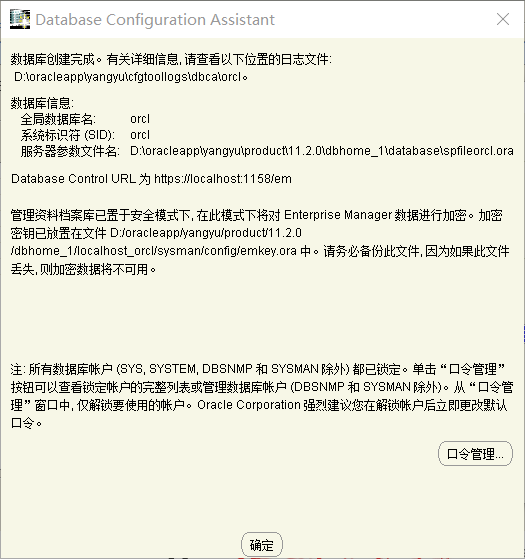 Database Configuration Assistant
数据库创建完成。有关详细信息, 请查看以下位置的日志文件:
D:\oracleapp\yangyu\cfgtoollogs\dbca\orcl。
数据库信息:
全局数据库名: orcl
系统标识符 (SID): orcl
服务器参数文件名: D:\oracleapp\yangyu\product\11.2.0\dbhome_1\database\spfileorcl.ora
Database Control URL 为 https://localhost:1158/em
管理资料档案库已置于安全模式下, 在此模式下将对 Enterprise Manager 数据进行加密。加密
密钥已放置在文件 D:/oracleapp/yangyu/product/11.2.0
/dbhome_1/localhost_orcl/sysman/config/emkey.ora 中。请务必备份此文件, 因为如果此文件
丢失, 则加密数据将不可用。
注: 所有数据库帐户 (SYS, SYSTEM, DBSNMP 和 SYSMAN 除外) 都已锁定。单击“口令管理”
按钮可以查看锁定帐户的完整列表或管理数据库帐户 (DBSNMP 和 SYSMAN 除外)。从“口令管
理”窗口中, 仅解锁要使用的帐户。Oracle Corporation 强烈建议您在解锁帐户后立即更改默认
口令。
口令管理...
确定